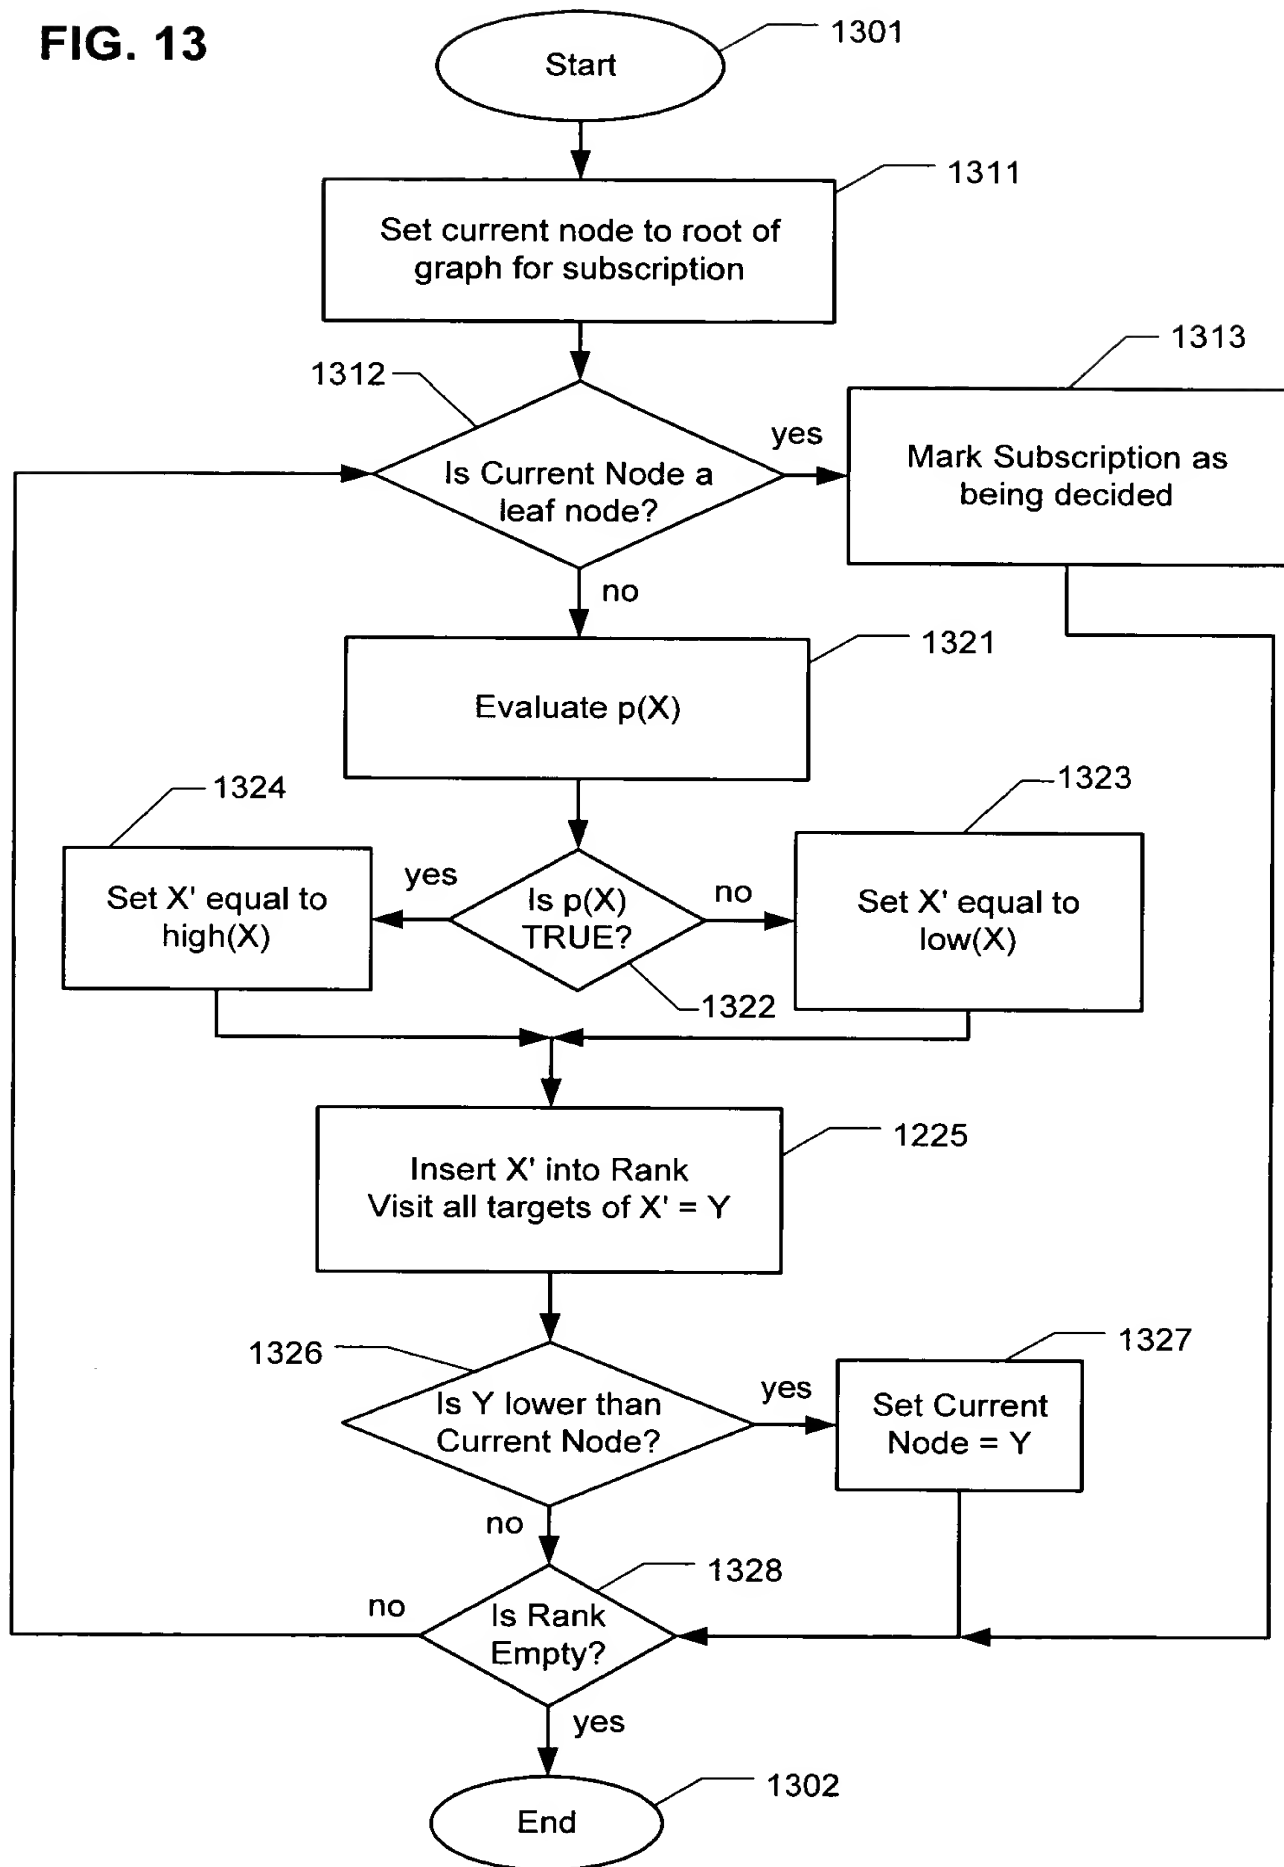 FIG. 13
Start
1301
1311
Set current node to root of
graph for subscription
1312
1313
yes
Is Current Node a
leaf node?
Mark Subscription as
being decided
no
1321
Evaluate p(X)
1324
1323
yes
no
Set X' equal to
high(X)
Is p(X)
TRUE?
Set X' equal to
low(X)
1322
1225
Insert X' into Rank
Visit all targets of X' = Y
1326
1327
yes
Is Y lower than
Current Node?
Set Current
Node = Y
no
1328
no
Is Rank
Empty?
yes
1302
End